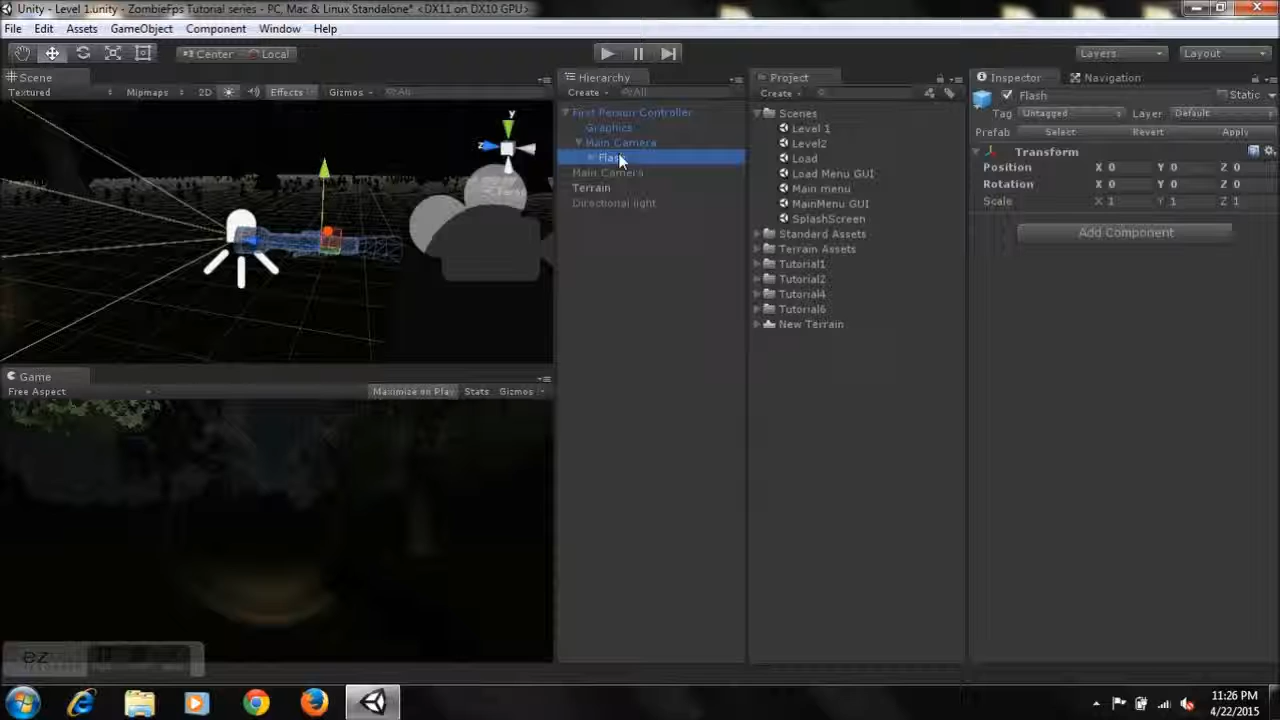 Unity - Level 1.unity - ZombieFps Tutorial series - PC, Mac & Linux Standalone* <DX11 on DX10 GPU>
File Edit Assets GameObject Component Window Help
Center Local Layers Layout
Scene
Textured Mipmaps 2D Effects Gizmos All
y
z
Persp
Game
Free Aspect Maximize on Play Stats Gizmos
ez
Hierarchy
Create All
First Person Controller
Graphics
Main Camera
Flash
Main Camera
Terrain
Directional light
Project
Create
Scenes
Level 1
Level2
Load
Load Menu GUI
Main menu
MainMenu GUI
SplashScreen
Standard Assets
Terrain Assets
Tutorial1
Tutorial2
Tutorial4
Tutorial6
New Terrain
Inspector Navigation
Flash Static
Tag Untagged Layer Default
Prefab Select Revert Apply
Transform
Position X 0 Y 0 Z 0
Rotation X 0 Y 0 Z 0
Scale X 1 Y 1 Z 1
Add Component
11:26 PM
4/22/2015